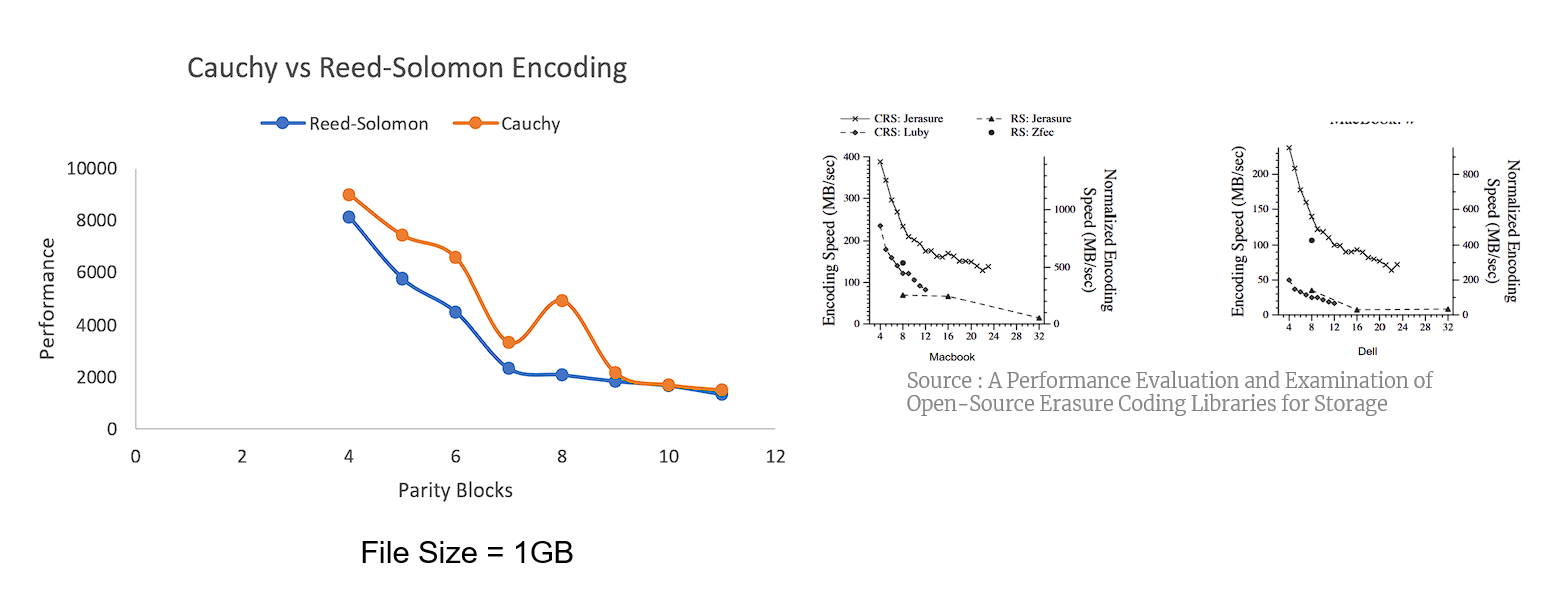 Cauchy vs Reed-Solomon Encoding
Reed-Solomon
Cauchy
10000
8000
6000
4000
2000
0
Performance
0 2 4 6 8 10 12
Parity Blocks
File Size = 1GB
CRS: Jerasure
RS: Jerasure
CRS: Luby
RS: Zfec
Encoding Speed (MB/sec)
400
300
200
100
0
1000
500
0
Normalized Encoding
Speed (MB/sec)
4 8 12 16 20 24 28 32
Macbook
Encoding Speed (MB/sec)
200
150
100
50
0
800
600
400
200
0
Normalized Encoding
Speed (MB/sec)
4 8 12 16 20 24 28 32
Dell
Source : A Performance Evaluation and Examination of
Open-Source Erasure Coding Libraries for Storage